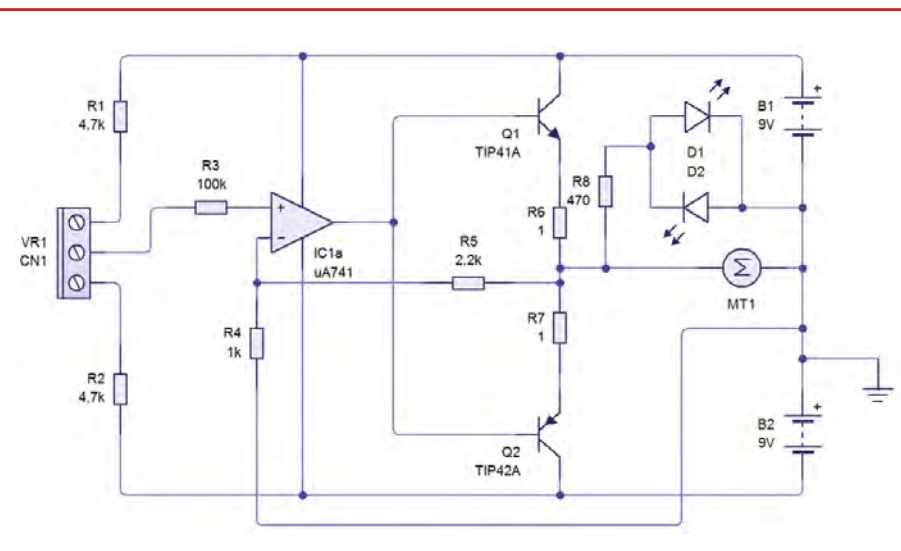 R1
4,7k
R3
100k
VR1
CN1
+
−
IC1a
uA741
R4
1k
R2
4,7k
R5
2,2k
Q1
TIP41A
R6
1
R7
1
Q2
TIP42A
R8
470
D1
D2
Σ
MT1
B1
9V
+
B2
9V
+